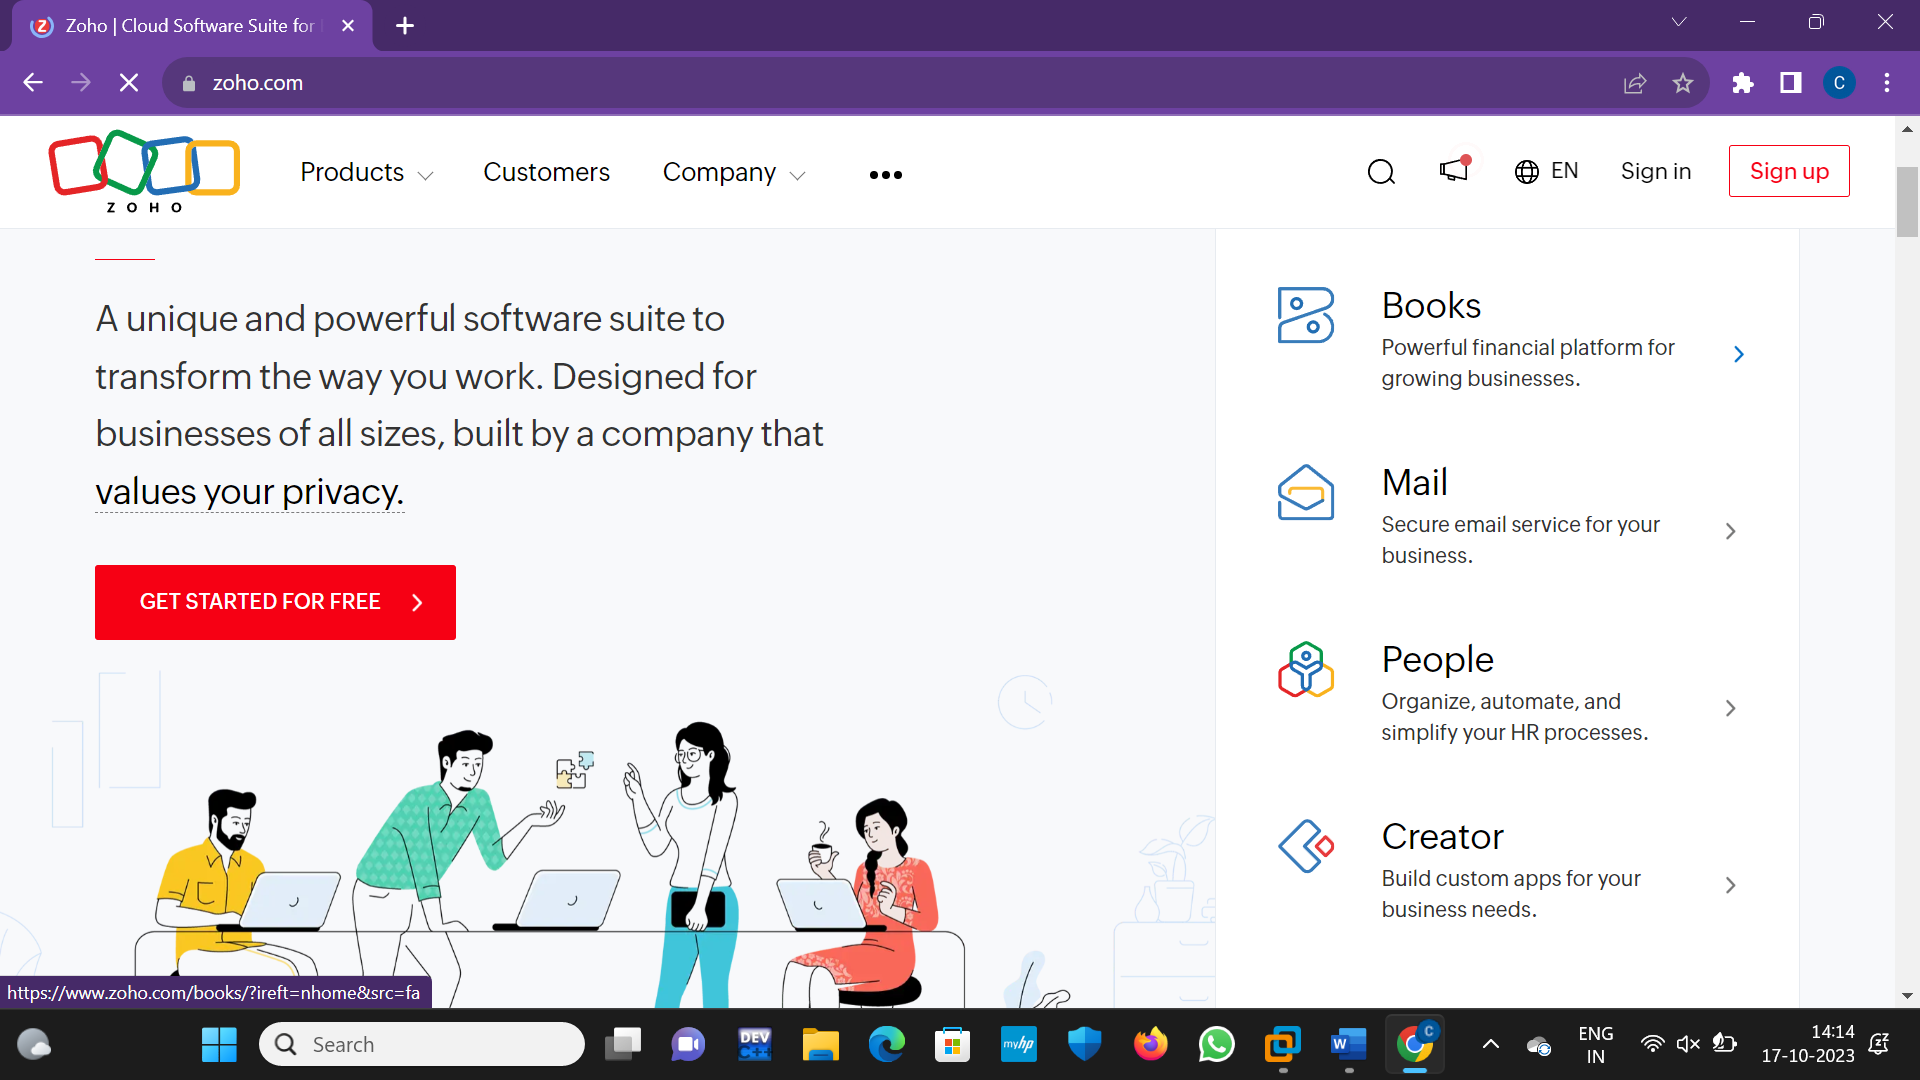 Zoho | Cloud Software Suite for
zoho.com
C
ZOHO
Products
Customers
Company
EN
Sign in
Sign up
A unique and powerful software suite to
transform the way you work. Designed for
businesses of all sizes, built by a company that
values your privacy.
GET STARTED FOR FREE
Books
Powerful financial platform for
growing businesses.
Mail
Secure email service for your
business.
People
Organize, automate, and
simplify your HR processes.
Creator
Build custom apps for your
business needs.
https://www.zoho.com/books/?ireft=nhome&src=fa
Search
DEV
C++
myhp
W
C
ENG
IN
14:14
17-10-2023